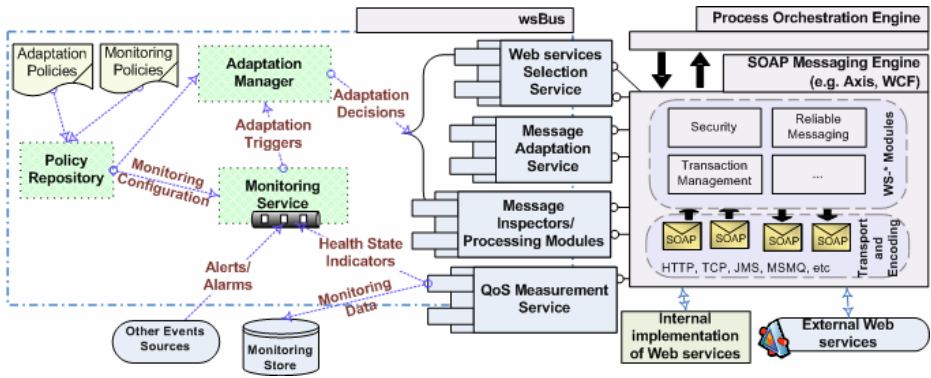 wsBus
Process Orchestration Engine
SOAP Messaging Engine
(e.g. Axis, WCF)
Adaptation
Policies
Monitoring
Policies
Adaptation
Manager
Adaptation
Decisions
Adaptation
Triggers
Policy
Repository
Monitoring
Configuration
Monitoring
Service
Health State
Indicators
Alerts/
Alarms
Monitoring
Data
Other Events
Sources
Monitoring
Store
Web services
Selection
Service
Message
Adaptation
Service
Message
Inspectors/
Processing Modules
QoS Measurement
Service
Security
Reliable
Messaging
Transaction
Management
...
WS-* Modules
SOAP
SOAP
SOAP
SOAP
HTTP, TCP, JMS, MSMQ, etc
Transport
and
Encoding
Internal
implementation
of Web services
External Web
services